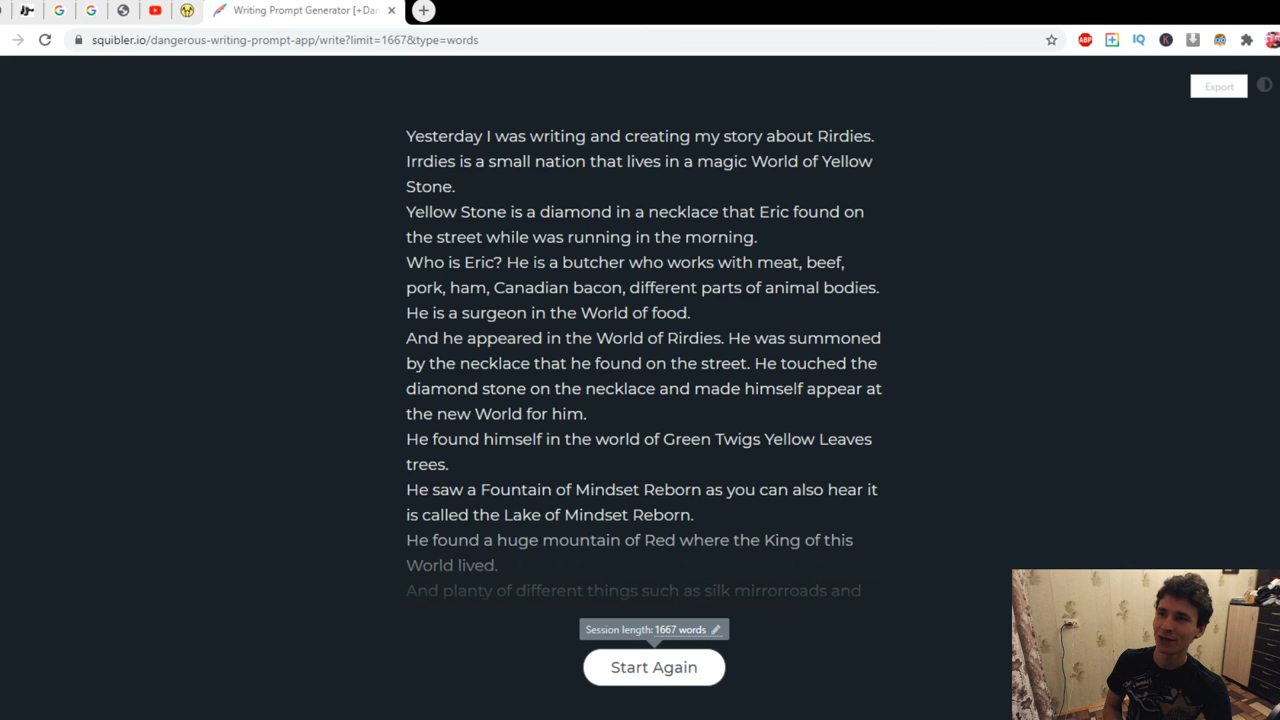 Writing Prompt Generator [+Dan
squibler.io/dangerous-writing-prompt-app/write?limit=1667&type=words
ABP
IQ
K
Export
Yesterday I was writing and creating my story about Rirdies.
Irrdies is a small nation that lives in a magic World of Yellow
Stone.
Yellow Stone is a diamond in a necklace that Eric found on
the street while was running in the morning.
Who is Eric? He is a butcher who works with meat, beef,
pork, ham, Canadian bacon, different parts of animal bodies.
He is a surgeon in the World of food.
And he appeared in the World of Rirdies. He was summoned
by the necklace that he found on the street. He touched the
diamond stone on the necklace and made himself appear at
the new World for him.
He found himself in the world of Green Twigs Yellow Leaves
trees.
He saw a Fountain of Mindset Reborn as you can also hear it
is called the Lake of Mindset Reborn.
He found a huge mountain of Red where the King of this
World lived.
And planty of different things such as silk mirrorroads and
Session length: 1667 words
Start Again